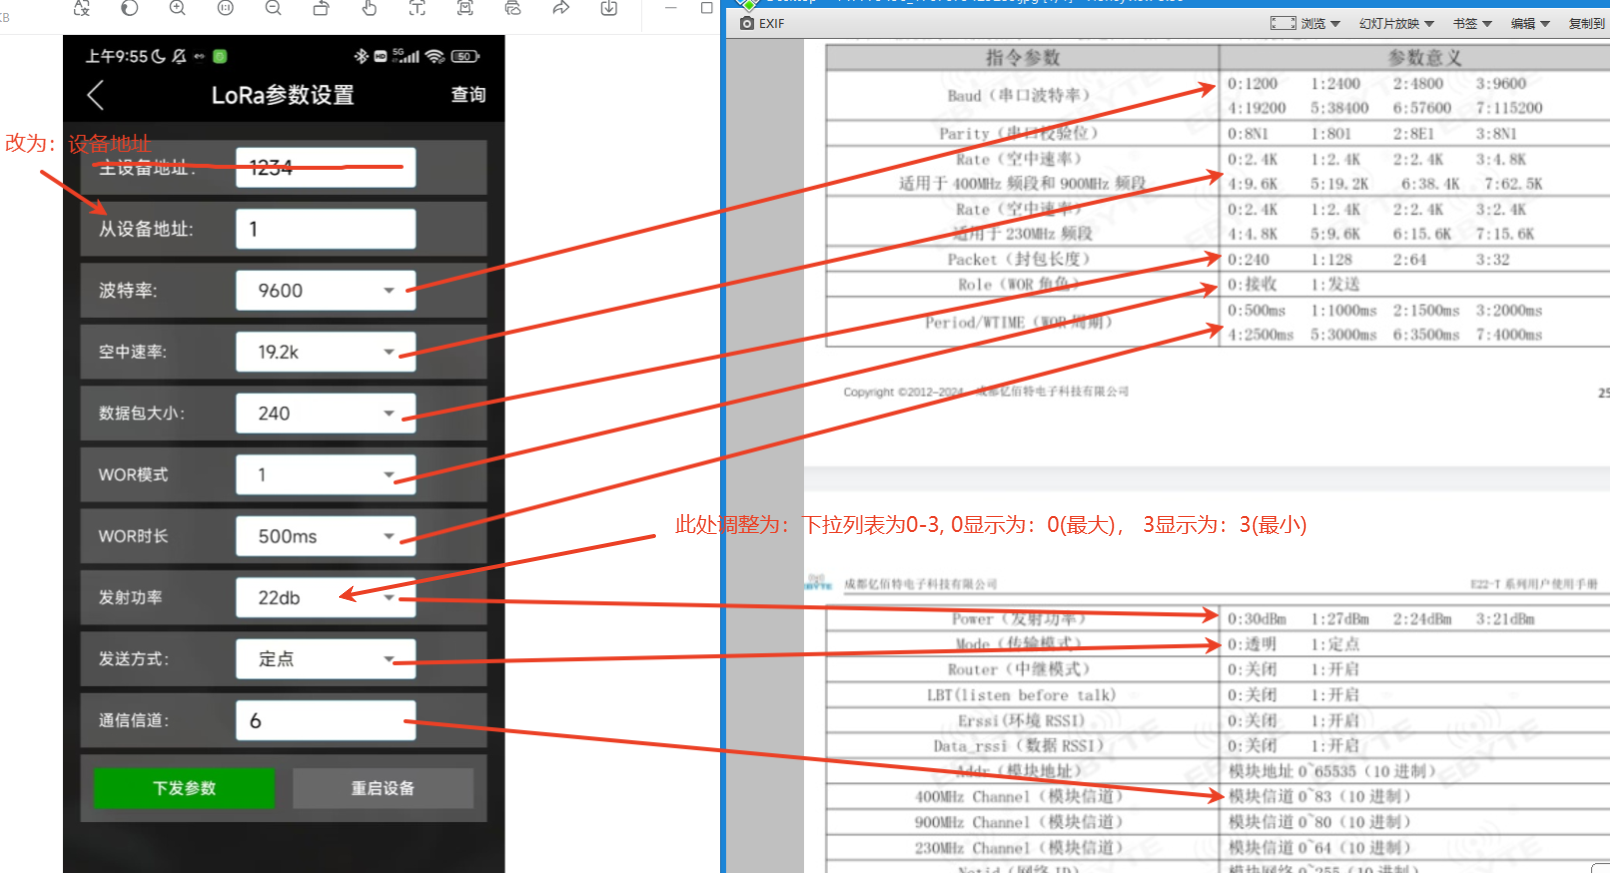 KB
EXIF
浏览
幻灯片放映
书签
编辑
复制到
上午9:55
5G
50
LoRa参数设置
查询
改为：设备地址
主设备地址:
1234
从设备地址:
1
波特率:
9600
空中速率:
19.2k
数据包大小:
240
WOR模式
1
WOR时长
500ms
发射功率
22db
发送方式:
定点
通信信道:
6
下发参数
重启设备
此处调整为：下拉列表为0-3, 0显示为：0(最大)， 3显示为：3(最小)
指令参数 参数意义
Baud（串口波特率） 0:1200 1:2400 2:4800 3:9600
4:19200 5:38400 6:57600 7:115200
Parity（串口校验位） 0:8N1 1:8O1 2:8E1 3:8N1
Rate（空中速率） 0:2.4K 1:2.4K 2:2.4K 3:4.8K
适用于 400MHz 频段和 900MHz 频段 4:9.6K 5:19.2K 6:38.4K 7:62.5K
Rate（空中速率） 0:2.4K 1:2.4K 2:2.4K 3:2.4K
适用于 230MHz 频段 4:4.8K 5:9.6K 6:15.6K 7:15.6K
Packet（封包长度） 0:240 1:128 2:64 3:32
Role（WOR 角色） 0:接收 1:发送
Period/WTIME（WOR 周期） 0:500ms 1:1000ms 2:1500ms 3:2000ms
4:2500ms 5:3000ms 6:3500ms 7:4000ms
Copyright ©2012–2024 成都亿佰特电子科技有限公司
25
EBYTE 成都亿佰特电子科技有限公司 E22-T 系列用户使用手册
Power（发射功率） 0:30dBm 1:27dBm 2:24dBm 3:21dBm
Mode（传输模式） 0:透明 1:定点
Router（中继模式） 0:关闭 1:开启
LBT(listen before talk) 0:关闭 1:开启
Erssi(环境 RSSI) 0:关闭 1:开启
Data_rssi（数据 RSSI） 0:关闭 1:开启
Addr（模块地址） 模块地址 0~65535（10 进制）
400MHz Channel（模块信道） 模块信道 0~83（10 进制）
900MHz Channel（模块信道） 模块信道 0~80（10 进制）
230MHz Channel（模块信道） 模块信道 0~64（10 进制）
Netid（网络 ID） 模块网络 0~255（10 进制）